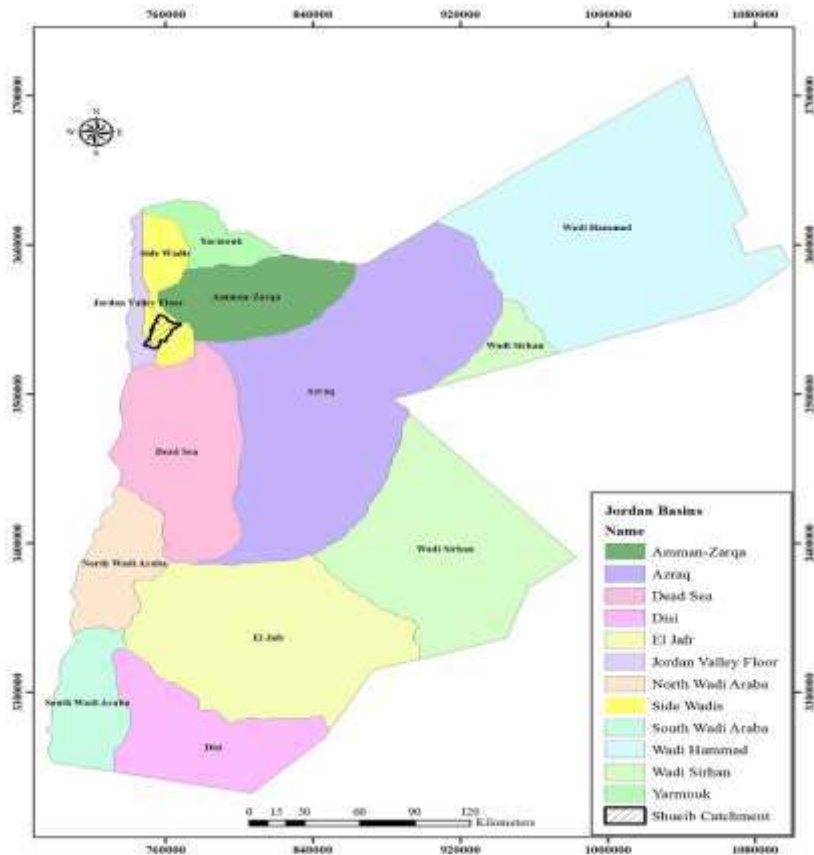 760000 840000 920000 1000000 1080000
3700000
3700000
N
W E
S
Wadi Hammad
Yarmouk
3600000
3600000
Side Wadis
Amman-Zarqa
Jordan Valley Floor
Wadi Sirhan
3500000
3500000
Azraq
Dead Sea
3400000
3400000
Wadi Sirhan
North Wadi Araba
El Jafr
3300000
3300000
South Wadi Araba
Disi
Jordan Basins
Name
Amman-Zarqa
Azraq
Dead Sea
Disi
El Jafr
Jordan Valley Floor
North Wadi Araba
Side Wadis
South Wadi Araba
Wadi Hammad
Wadi Sirhan
Yarmouk
Shueib Catchment
0 15 30 60 90 120
Kilometers
760000 840000 920000 1000000 1080000